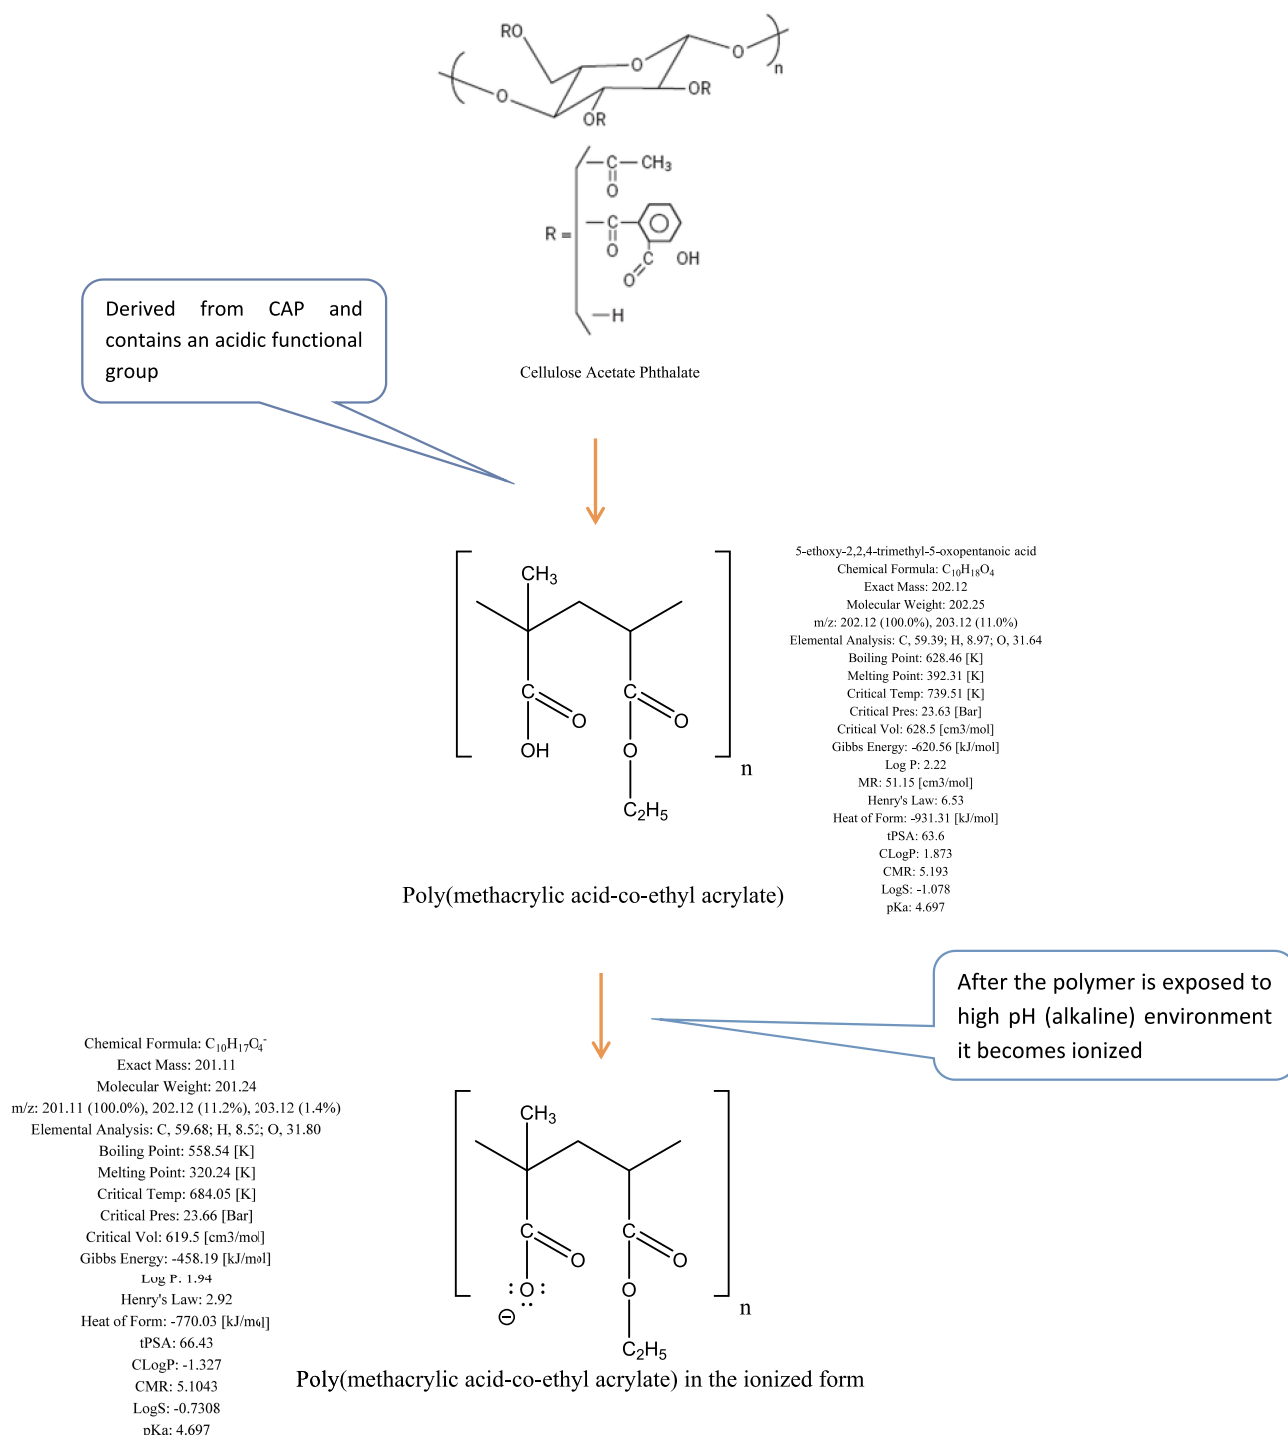 RO
O
O
n
O
OR
OR
C
CH3
O
R =
C
O
C
OH
O
H
Derived from CAP and
contains an acidic functional
group
Cellulose Acetate Phthalate
CH3
C
O
OH
C
O
O
C2H5
n
5-ethoxy-2,2,4-trimethyl-5-oxopentanoic acid
Chemical Formula: C10H18O4
Exact Mass: 202.12
Molecular Weight: 202.25
m/z: 202.12 (100.0%), 203.12 (11.0%)
Elemental Analysis: C, 59.39; H, 8.97; O, 31.64
Boiling Point: 628.46 [K]
Melting Point: 392.31 [K]
Critical Temp: 739.51 [K]
Critical Pres: 23.63 [Bar]
Critical Vol: 628.5 [cm3/mol]
Gibbs Energy: -620.56 [kJ/mol]
Log P: 2.22
MR: 51.15 [cm3/mol]
Henry's Law: 6.53
Heat of Form: -931.31 [kJ/mol]
tPSA: 63.6
CLogP: 1.873
CMR: 5.193
LogS: -1.078
pKa: 4.697
Poly(methacrylic acid-co-ethyl acrylate)
After the polymer is exposed to
high pH (alkaline) environment
it becomes ionized
Chemical Formula: C10H17O4-
Exact Mass: 201.11
Molecular Weight: 201.24
m/z: 201.11 (100.0%), 202.12 (11.2%), 203.12 (1.4%)
Elemental Analysis: C, 59.68; H, 8.52; O, 31.80
Boiling Point: 558.54 [K]
Melting Point: 320.24 [K]
Critical Temp: 684.05 [K]
Critical Pres: 23.66 [Bar]
Critical Vol: 619.5 [cm3/mol]
Gibbs Energy: -458.19 [kJ/mol]
Log P: 1.94
Henry's Law: 2.92
Heat of Form: -770.03 [kJ/mol]
tPSA: 66.43
CLogP: -1.327
CMR: 5.1043
LogS: -0.7308
pKa: 4.697
CH3
C
O
:O:
⊖
C
O
O
C2H5
n
Poly(methacrylic acid-co-ethyl acrylate) in the ionized form